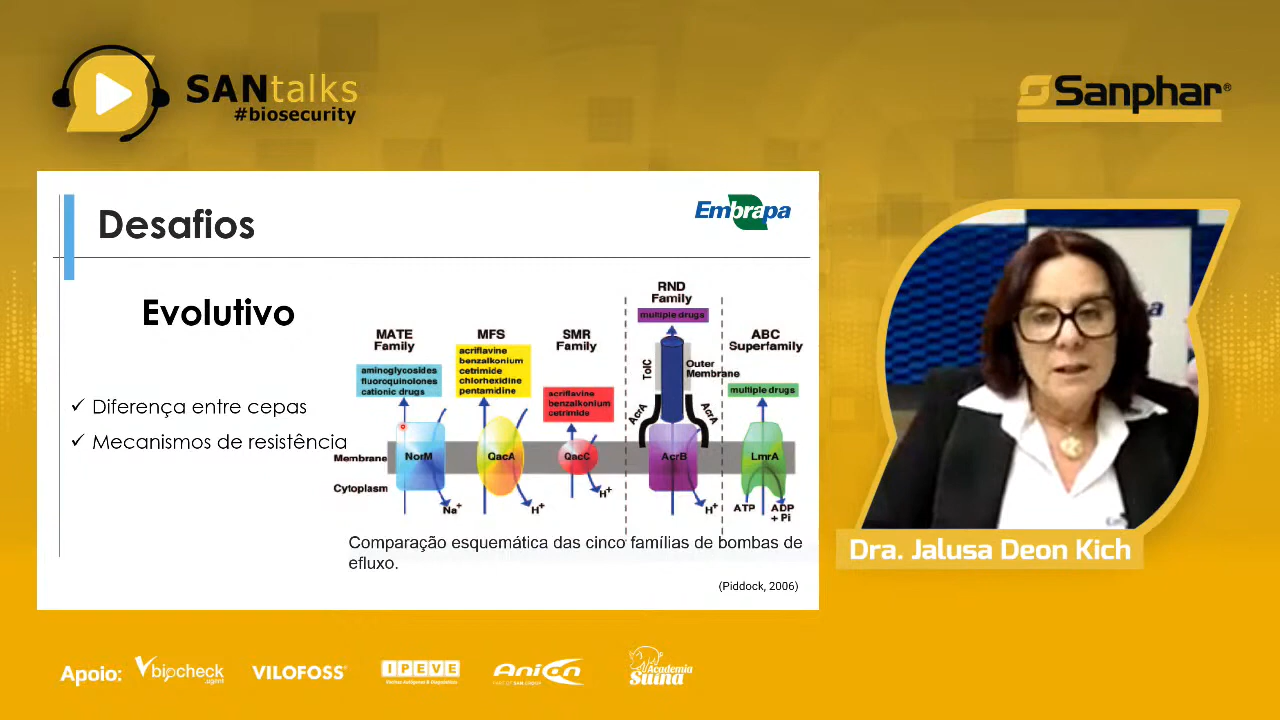 SANtalks
#biosecurity
Sanphar®
Desafios
Embrapa
Evolutivo
✓ Diferença entre cepas
✓ Mecanismos de resistência
MATE
Family
aminoglycosides
fluoroquinolones
cationic drugs
MFS
acriflavine
benzalkonium
cetrimide
chlorhexidine
pentamidine
SMR
Family
acriflavine
benzalkonium
cetrimide
RND
Family
multiple drugs
TolC
Outer
Membrane
AcrA
AcrA
ABC
Superfamily
multiple drugs
Membrane
Cytoplasm
NorM
QacA
QacC
AcrB
LmrA
Na+
H+
H+
H+
ATP
ADP
+ Pi
Comparação esquemática das cinco famílias de bombas de
efluxo.
(Piddock, 2006)
Dra. Jalusa Deon Kich
Apoio:
biocheck
VILOFOSS®
IPEVE
AniCon
Academia
Suína